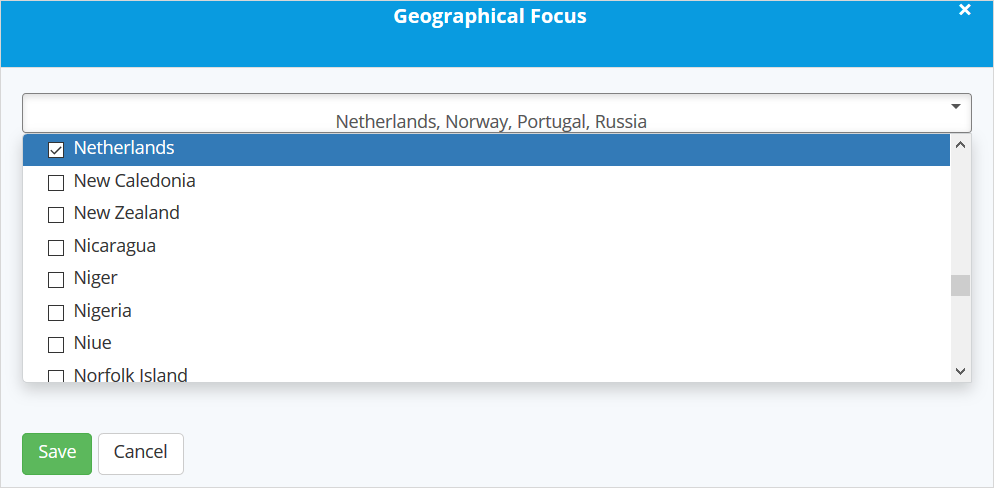 Geographical Focus
Netherlands, Norway, Portugal, Russia
Netherlands
New Caledonia
New Zealand
Nicaragua
Niger
Nigeria
Niue
Norfolk Island
Save Cancel